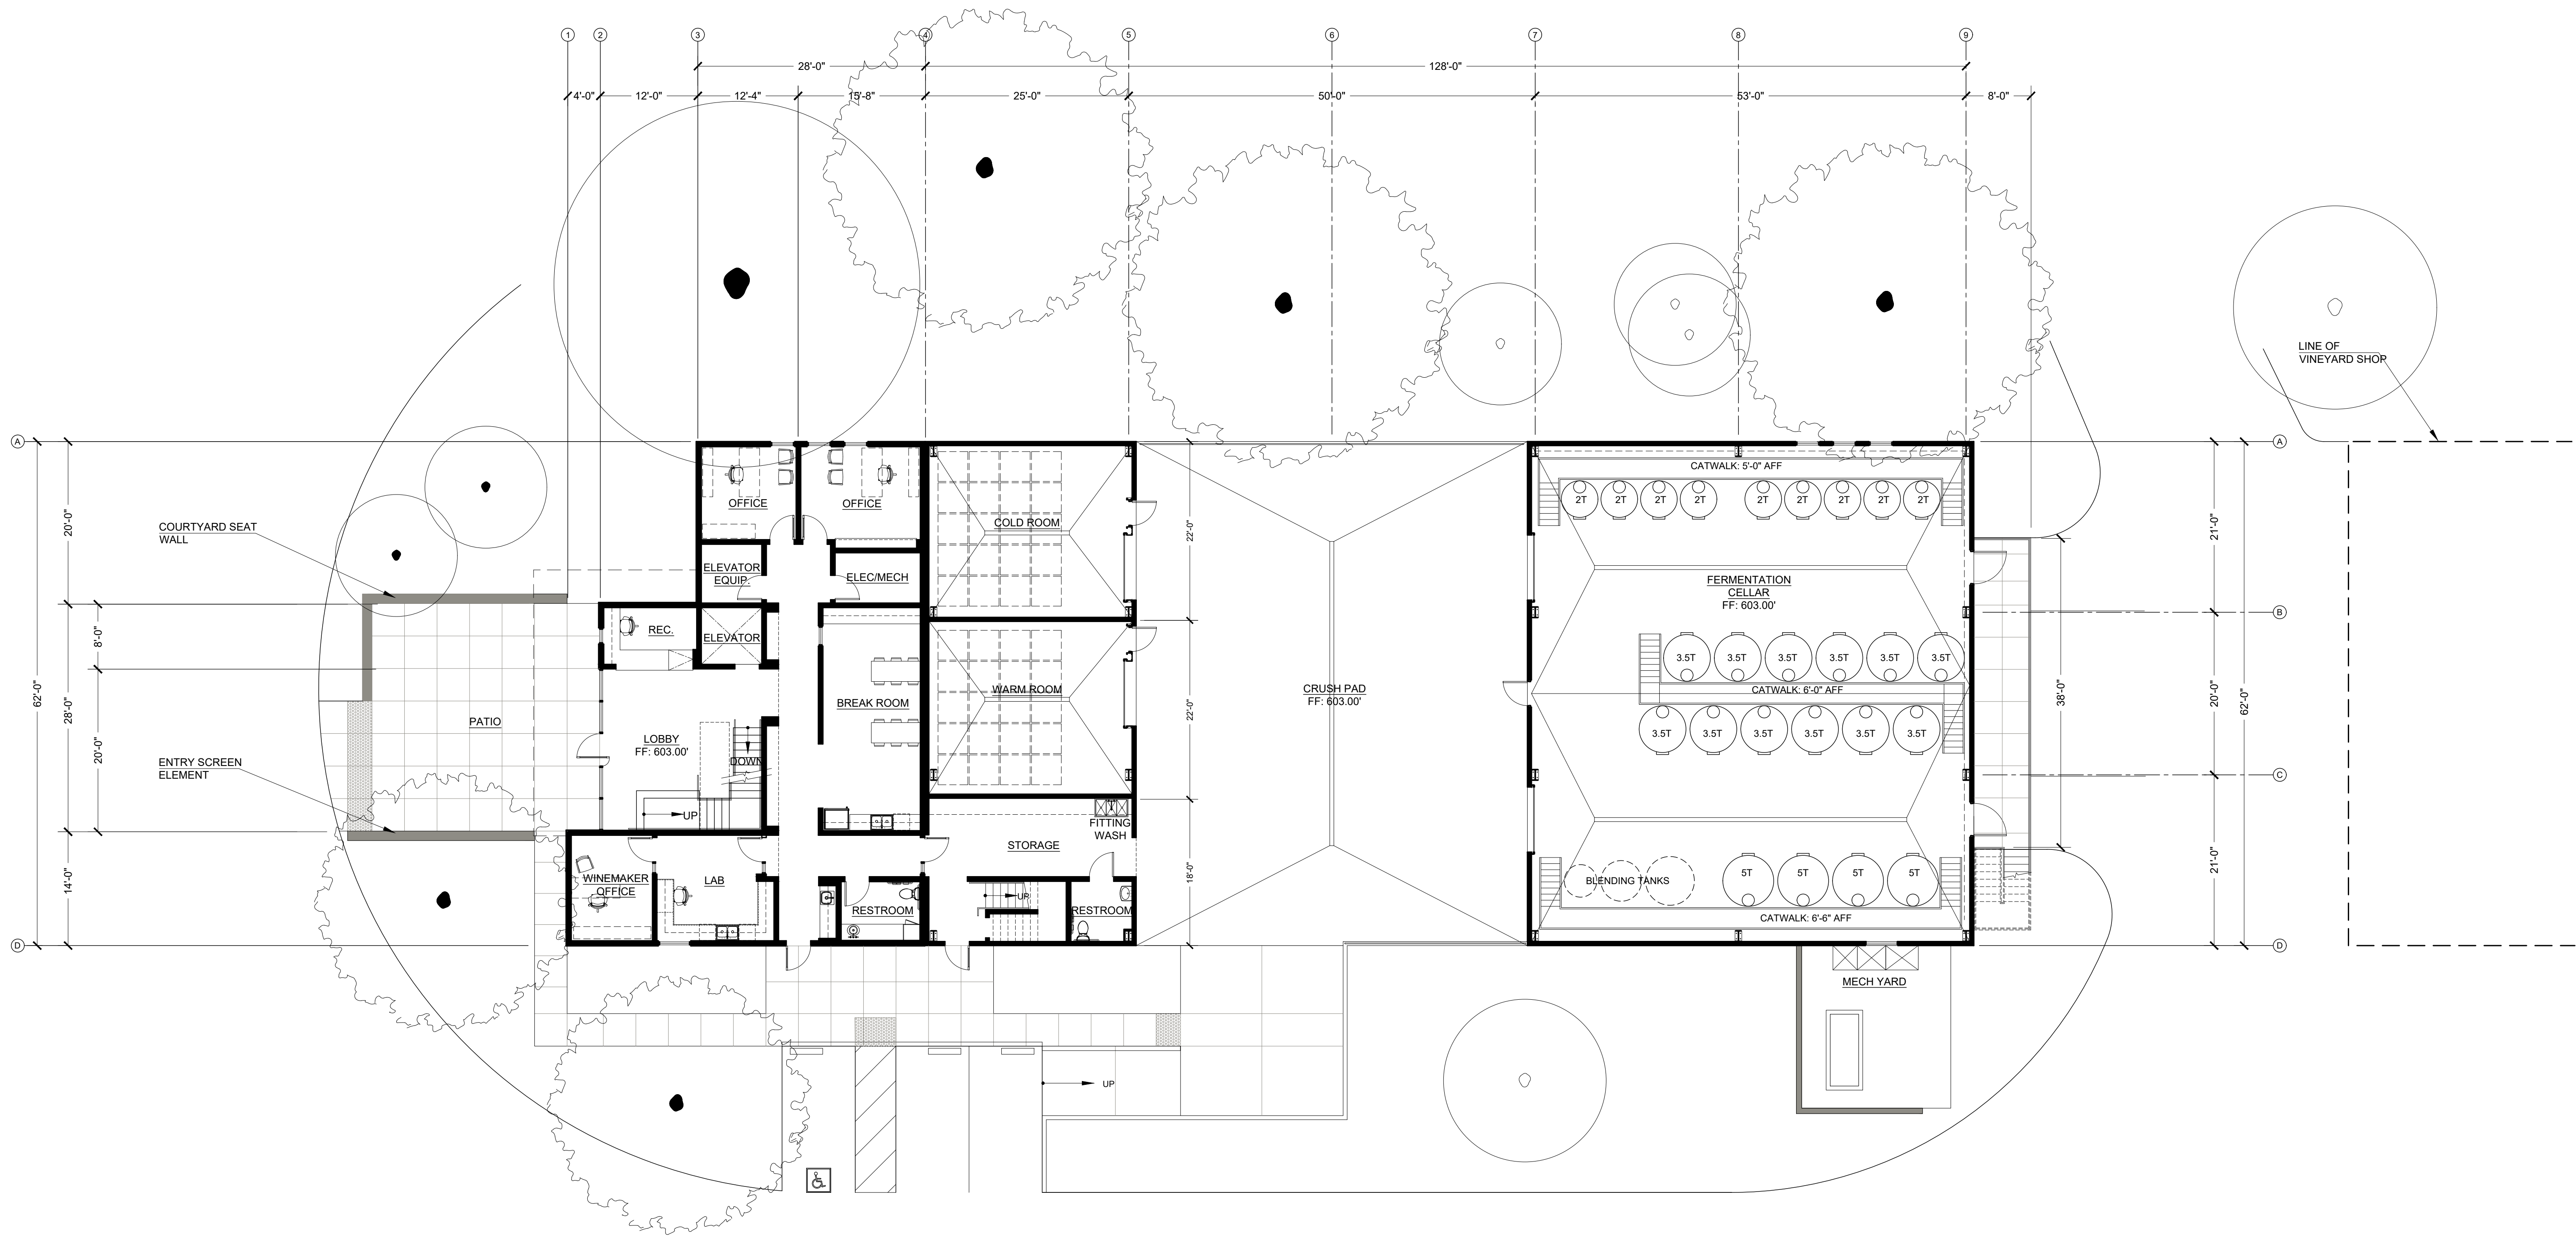 1 2 3 4 5 6 7 8 9
28'-0" 128'-0"
4'-0" 12'-0" 12'-4" 15'-8" 25'-0" 50'-0" 53'-0" 8'-0"
LINE OF
VINEYARD SHOP
A A
CATWALK: 5'-0" AFF
OFFICE OFFICE
2T 2T 2T 2T 2T 2T 2T 2T 2T
COURTYARD SEAT
WALL
20'-0"
COLD ROOM
22'-0"
21'-0"
ELEVATOR
EQUIP.
ELEC/MECH
FERMENTATION
CELLAR
FF: 603.00'
B
REC.
ELEVATOR
8'-0"
3.5T 3.5T 3.5T 3.5T 3.5T 3.5T
62'-0"
28'-0"
20'-0"
PATIO
BREAK ROOM
WARM ROOM
22'-0"
CRUSH PAD
FF: 603.00'
CATWALK: 6'-0" AFF
38'-0"
20'-0"
62'-0"
LOBBY
FF: 603.00'
3.5T 3.5T 3.5T 3.5T 3.5T 3.5T
ENTRY SCREEN
ELEMENT
DOWN
C
UP
FITTING
WASH
STORAGE
14'-0"
WINEMAKER
OFFICE
LAB
18'-0"
BLENDING TANKS
5T 5T 5T 5T
21'-0"
UP
RESTROOM
RESTROOM
CATWALK: 6'-6" AFF
D D
MECH YARD
UP